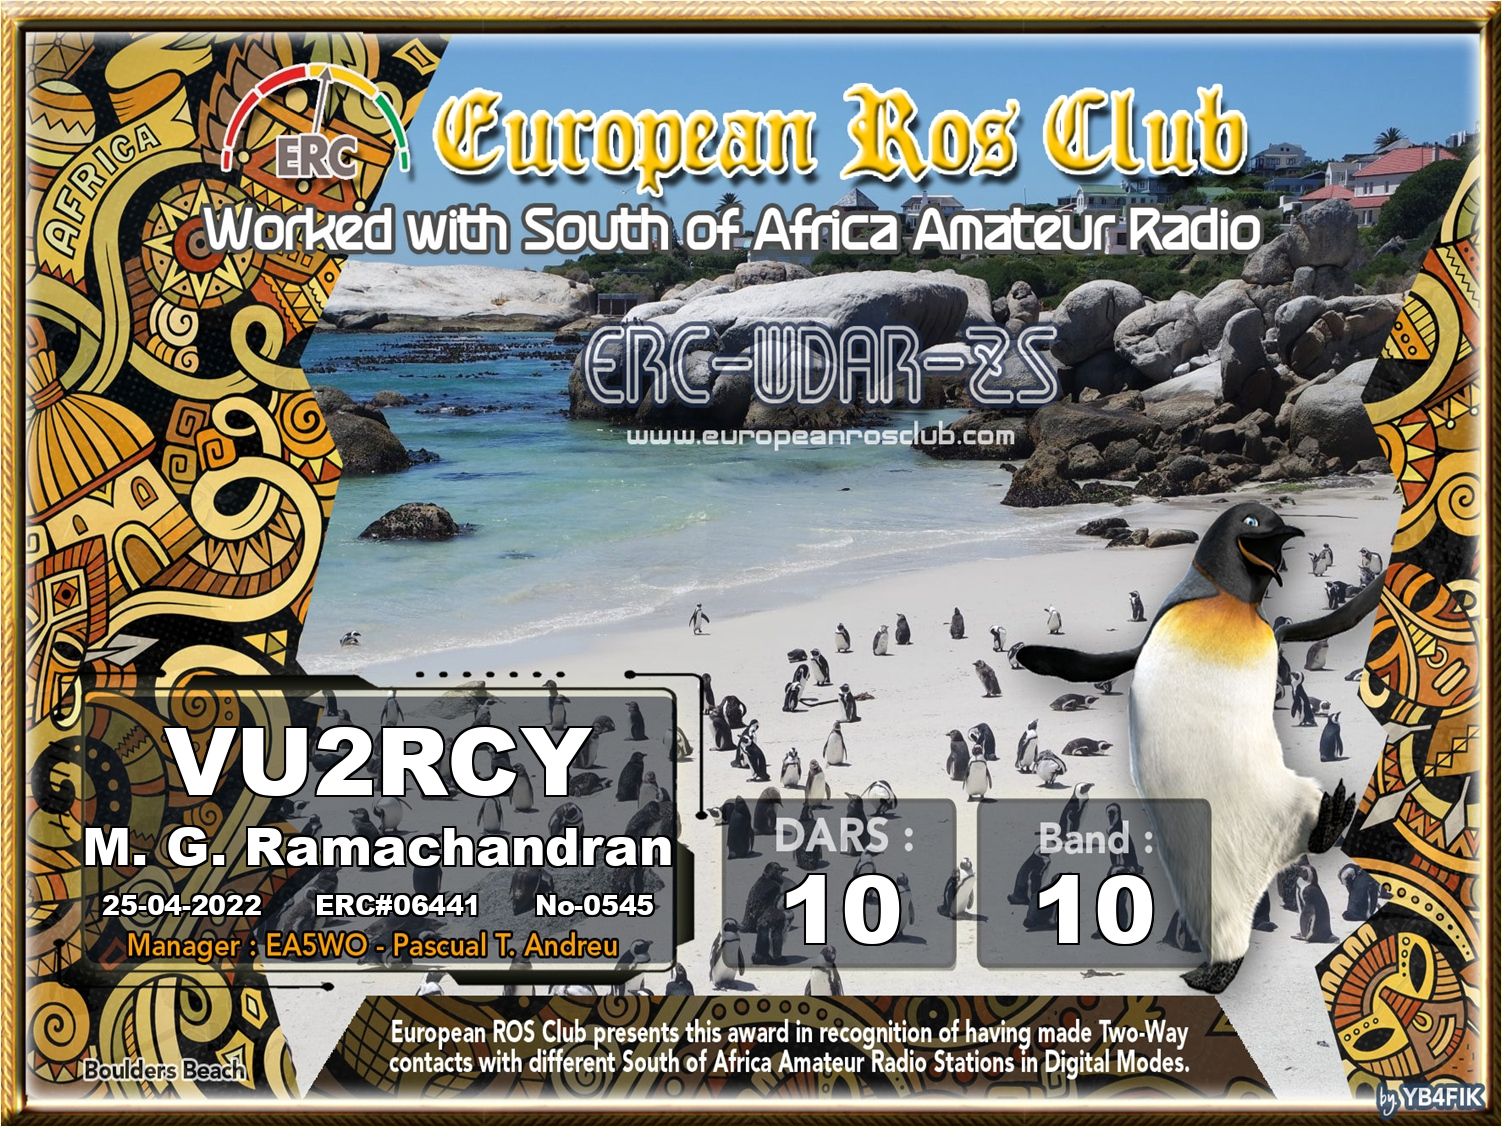 AFRICA
ERC
European Ros Club
Worked with South of Africa Amateur Radio
ERC-WDAR-ZS
www.europeanrosclub.com
VU2RCY
M. G. Ramachandran
25-04-2022 ERC#06441 No-0545
Manager : EA5WO - Pascual T. Andreu
DARS :
10
Band :
10
European ROS Club presents this award in recognition of having made Two-Way
contacts with different South of Africa Amateur Radio Stations in Digital Modes.
Boulders Beach
by YB4FIK